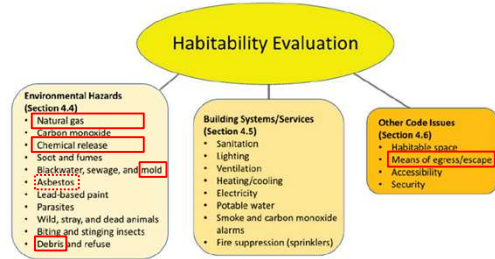 Habitability Evaluation
Environmental Hazards
(Section 4.4)
• Natural gas
• Carbon monoxide
• Chemical release
• Soot and fumes
• Blackwater, sewage, and mold
• Asbestos
• Lead-based paint
• Parasites
• Wild, stray, and dead animals
• Biting and stinging insects
• Debris and refuse
Building Systems/Services
(Section 4.5)
• Sanitation
• Lighting
• Ventilation
• Heating/cooling
• Electricity
• Potable water
• Smoke and carbon monoxide
alarms
• Fire suppression (sprinklers)
Other Code Issues
(Section 4.6)
• Habitable space
• Means of egress/escape
• Accessibility
• Security